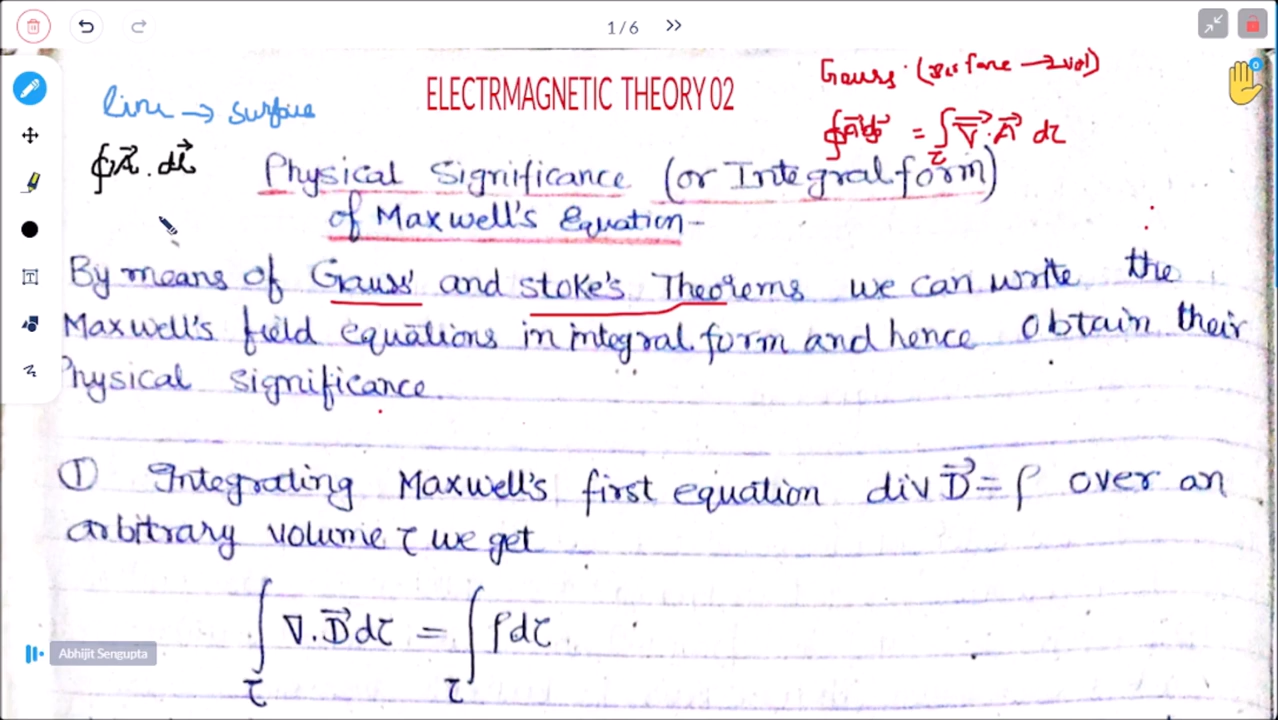 1/6
ELECTRMAGNETIC THEORY 02
Gauss (surface → vol)
line → surface
∮A⃗.dS⃗ = ∫τ ∇⃗.A⃗ dτ
∮A⃗.dl⃗
Physical Significance (or Integral form)
of Maxwell's Equation-
By means of Gauss' and stoke's Theorems we can write the
Maxwell's field equations in integral form and hence obtain their
Physical significance.
① Integrating Maxwell's first equation div D⃗ = ρ over an
arbitrary volume τ we get
∫τ ∇.D⃗ dτ = ∫τ ρdτ
Abhijit Sengupta